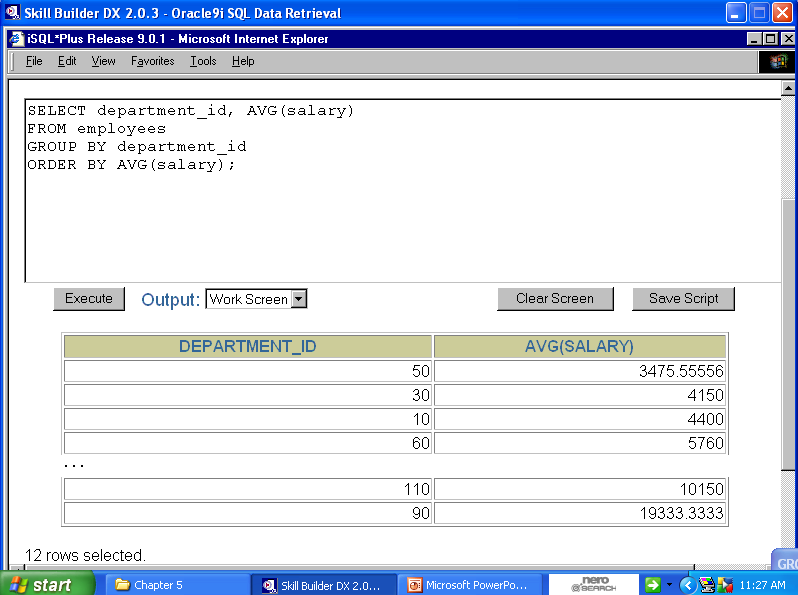 Skill Builder DX 2.0.3 - Oracle9i SQL Data Retrieval
iSQL*Plus Release 9.0.1 - Microsoft Internet Explorer
File Edit View Favorites Tools Help
SELECT department_id, AVG(salary)
FROM employees
GROUP BY department_id
ORDER BY AVG(salary);
Execute Output: Work Screen Clear Screen Save Script
DEPARTMENT_ID AVG(SALARY)
50 3475.55556
30 4150
10 4400
60 5760
...
110 10150
90 19333.3333
12 rows selected.
GRO
start Chapter 5 Skill Builder DX 2.0... Microsoft PowerPo... nero @SEARCH 11:27 AM